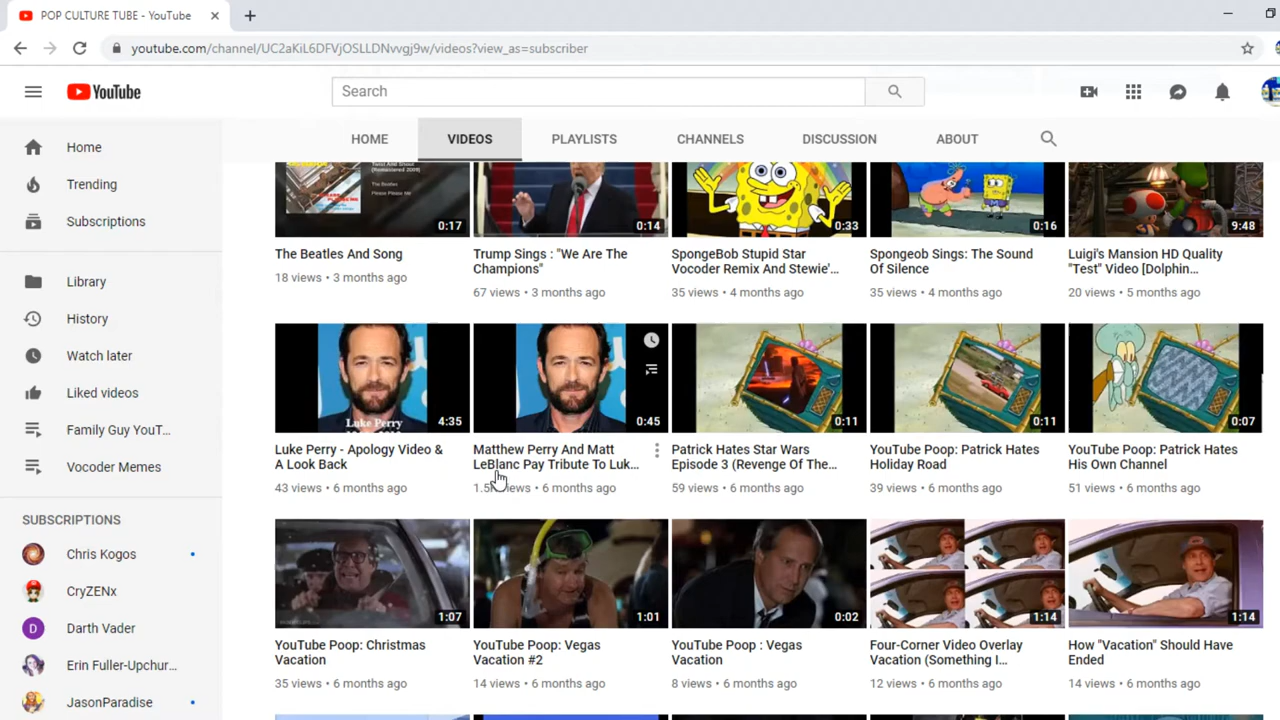 POP CULTURE TUBE - YouTube
youtube.com/channel/UC2aKiL6DFVjOSLLDNvvgj9w/videos?view_as=subscriber
YouTube
Search
HOME VIDEOS PLAYLISTS CHANNELS DISCUSSION ABOUT
Home
Trending
Subscriptions
Library
History
Watch later
Liked videos
Family Guy YouT...
Vocoder Memes
SUBSCRIPTIONS
Chris Kogos
CryZENx
Darth Vader
Erin Fuller-Upchur...
JasonParadise
Twist And Shout
(Remastered 2009)
The Beatles
Please Please Me
0:17
The Beatles And Song
18 views • 3 months ago
0:14
Trump Sings : "We Are The
Champions"
67 views • 3 months ago
0:33
SpongeBob Stupid Star
Vocoder Remix And Stewie'...
35 views • 4 months ago
0:16
Spongeob Sings: The Sound
Of Silence
35 views • 4 months ago
9:48
Luigi's Mansion HD Quality
"Test" Video [Dolphin...
20 views • 5 months ago
Luke Perry
4:35
Luke Perry - Apology Video &
A Look Back
43 views • 6 months ago
0:45
Matthew Perry And Matt
LeBlanc Pay Tribute To Luk...
views • 6 months ago
0:11
Patrick Hates Star Wars
Episode 3 (Revenge Of The...
59 views • 6 months ago
0:11
YouTube Poop: Patrick Hates
Holiday Road
39 views • 6 months ago
0:07
YouTube Poop: Patrick Hates
His Own Channel
51 views • 6 months ago
1:07
YouTube Poop: Christmas
Vacation
35 views • 6 months ago
1:01
YouTube Poop: Vegas
Vacation #2
14 views • 6 months ago
0:02
YouTube Poop : Vegas
Vacation
8 views • 6 months ago
1:14
Four-Corner Video Overlay
Vacation (Something I...
12 views • 6 months ago
1:14
How "Vacation" Should Have
Ended
14 views • 6 months ago